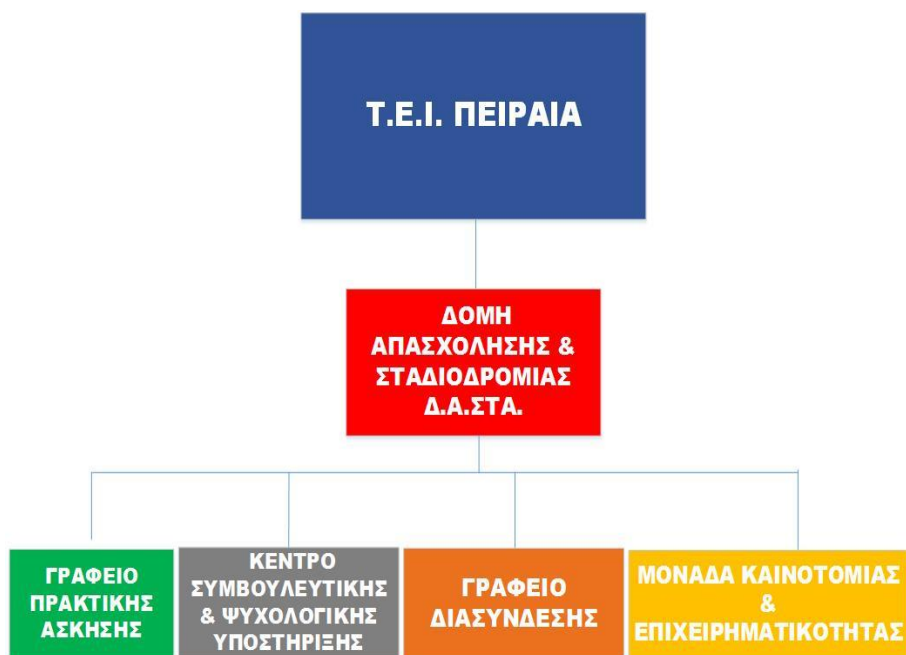 Τ.Ε.Ι. ΠΕΙΡΑΙΑ
ΔΟΜΗ
ΑΠΑΣΧΟΛΗΣΗΣ &
ΣΤΑΔΙΟΔΡΟΜΙΑΣ
Δ.Α.ΣΤΑ.
ΓΡΑΦΕΙΟ
ΠΡΑΚΤΙΚΗΣ
ΑΣΚΗΣΗΣ
ΚΕΝΤΡΟ
ΣΥΜΒΟΥΛΕΥΤΙΚΗΣ
& ΨΥΧΟΛΟΓΙΚΗΣ
ΥΠΟΣΤΗΡΙΞΗΣ
ΓΡΑΦΕΙΟ
ΔΙΑΣΥΝΔΕΣΗΣ
ΜΟΝΑΔΑ ΚΑΙΝΟΤΟΜΙΑΣ
&
ΕΠΙΧΕΙΡΗΜΑΤΙΚΟΤΗΤΑΣ